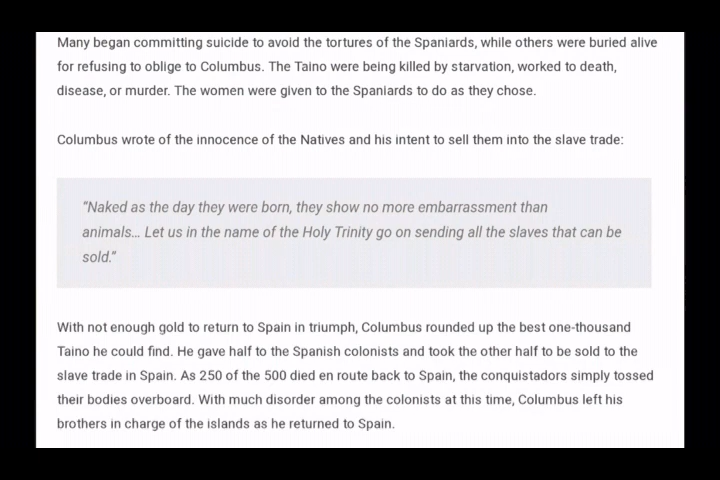 Many began committing suicide to avoid the tortures of the Spaniards, while others were buried alive
for refusing to oblige to Columbus. The Taino were being killed by starvation, worked to death,
disease, or murder. The women were given to the Spaniards to do as they chose.
Columbus wrote of the innocence of the Natives and his intent to sell them into the slave trade:
"Naked as the day they were born, they show no more embarrassment than
animals... Let us in the name of the Holy Trinity go on sending all the slaves that can be
sold."
With not enough gold to return to Spain in triumph, Columbus rounded up the best one-thousand
Taino he could find. He gave half to the Spanish colonists and took the other half to be sold to the
slave trade in Spain. As 250 of the 500 died en route back to Spain, the conquistadors simply tossed
their bodies overboard. With much disorder among the colonists at this time, Columbus left his
brothers in charge of the islands as he returned to Spain.